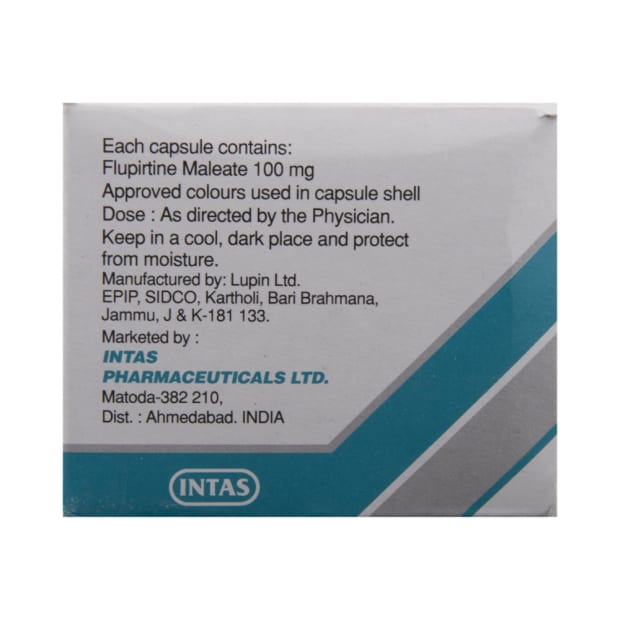 Each capsule contains:
Flupirtine Maleate 100 mg
Approved colours used in capsule shell
Dose : As directed by the Physician.
Keep in a cool, dark place and protect
from moisture.
Manufactured by: Lupin Ltd.
EPIP, SIDCO, Kartholi, Bari Brahmana,
Jammu, J & K-181 133.
Marketed by :
INTAS
PHARMACEUTICALS LTD.
Matoda-382 210,
Dist. : Ahmedabad. INDIA
INTAS